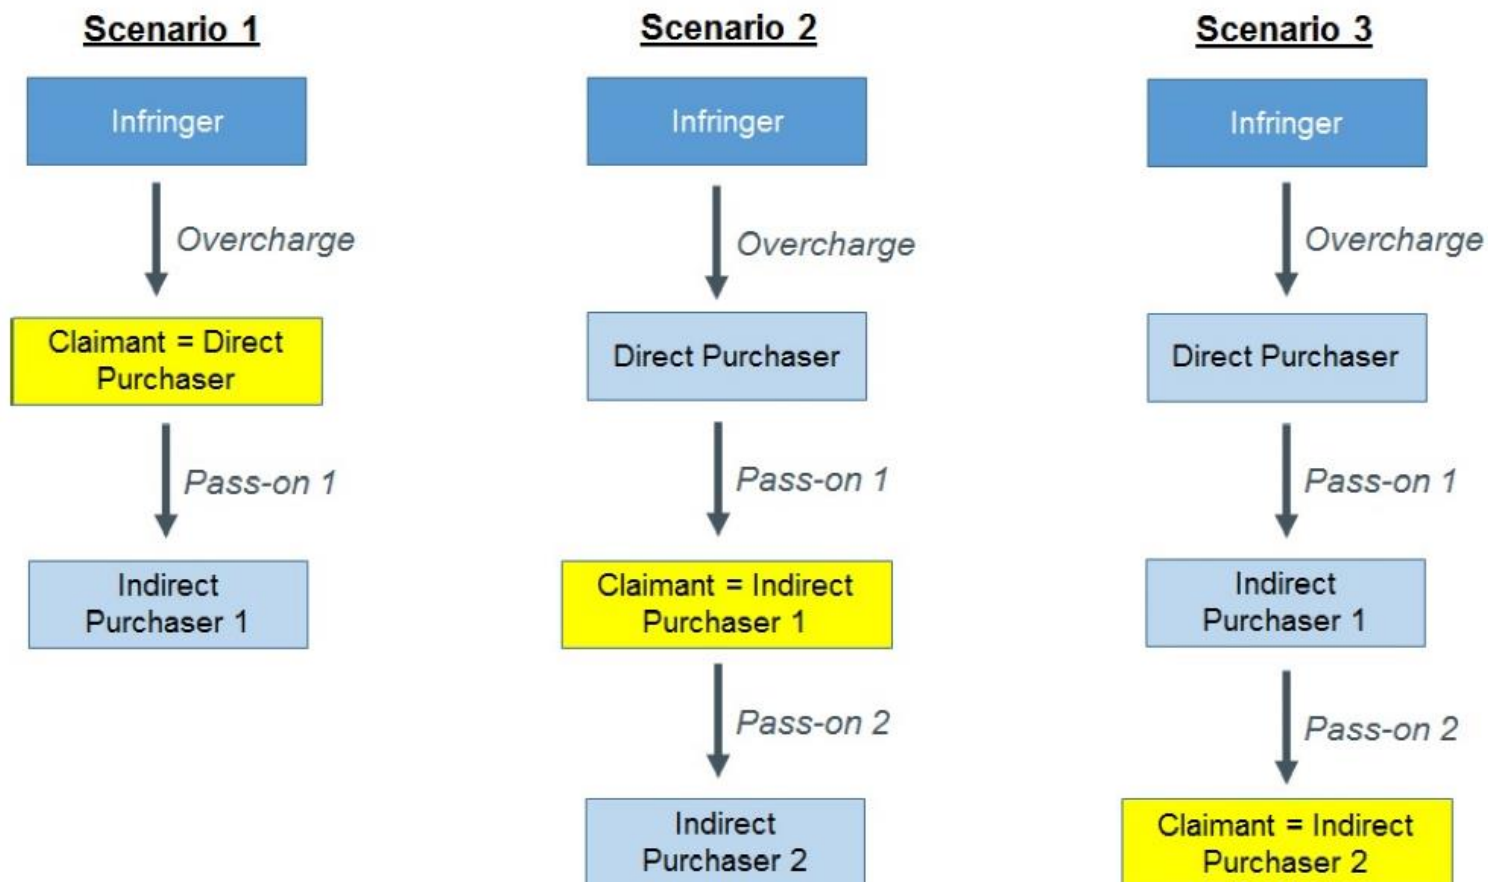 Scenario 1
Infringer
Overcharge
Claimant = Direct
Purchaser
Pass-on 1
Indirect
Purchaser 1
Scenario 2
Infringer
Overcharge
Direct Purchaser
Pass-on 1
Claimant = Indirect
Purchaser 1
Pass-on 2
Indirect
Purchaser 2
Scenario 3
Infringer
Overcharge
Direct Purchaser
Pass-on 1
Indirect
Purchaser 1
Pass-on 2
Claimant = Indirect
Purchaser 2